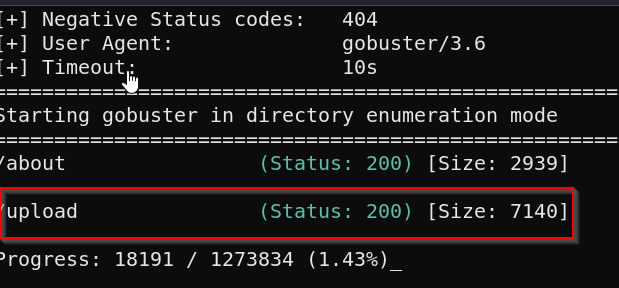 [+] Negative Status codes:   404
[+] User Agent:              gobuster/3.6
[+] Timeout:                 10s
===============================================================
Starting gobuster in directory enumeration mode
===============================================================
/about                (Status: 200) [Size: 2939]
/upload               (Status: 200) [Size: 7140]
Progress: 18191 / 1273834 (1.43%)_